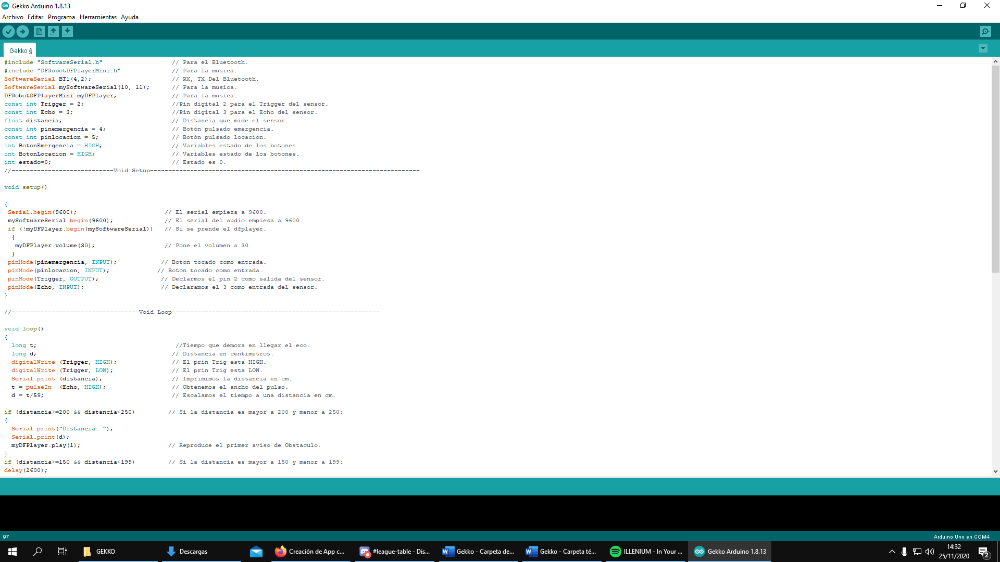 Gekko Arduino 1.8.13
Archivo Editar Programa Herramientas Ayuda
Gekko §
#include "SoftwareSerial.h" // Para el Bluetooth.
#include "DFRobotDFPlayerMini.h" // Para la musica.
SoftwareSerial BT1(4,2); // RX, TX Del Bluetooth.
SoftwareSerial mySoftwareSerial(10, 11); // Para la musica.
DFRobotDFPlayerMini myDFPlayer; // Para la musica.
const int Trigger = 2; //Pin digital 2 para el Trigger del sensor.
const int Echo = 3; //Pin digital 3 para el Echo del sensor.
float distancia; // Distancia que mide el sensor.
const int pinemergencia = 4; // Botón pulsado emergencia.
const int pinlocacion = 5; // Botón pulsado locacion.
int BotonEmergencia = HIGH; // Variables estado de los botones.
int BotonLocacion = HIGH; // Variables estado de los botones.
int estado=0; // Estado es 0.
//----------------------------Void Setup--------------------------------------------------------------------------
void setup()
{
Serial.begin(9600); // El serial empieza a 9600.
mySoftwareSerial.begin(9600); // El serial del audio empieza a 9600.
if (!myDFPlayer.begin(mySoftwareSerial)) // Si se prende el dfplayer.
{
myDFPlayer.volume(30); // Pone el volumen a 30.
}
pinMode(pinemergencia, INPUT); // Boton tocado como entrada.
pinMode(pinlocacion, INPUT); // Boton tocado como entrada.
pinMode(Trigger, OUTPUT); // Declarmos el pin 2 como salida del sensor.
pinMode(Echo, INPUT); // Declaramos el 3 como entrada del sensor.
}
//-----------------------------------Void Loop---------------------------------------------------------
void loop()
{
long t; //Tiempo que demora en llegar el eco.
long d; // Distancia en centimetros.
digitalWrite (Trigger, HIGH); // El prin Trig esta HIGH.
digitalWrite (Trigger, LOW); // El prin Trig esta LOW.
Serial.print (distancia); // Imprimimos la distancia en cm.
t = pulseIn (Echo, HIGH); // Obtenemos el ancho del pulso.
d = t/59; // Escalamos el tiempo a una distancia en cm.
if (distancia>=200 && distancia<250) // Si la distancia es mayor a 200 y menor a 250:
{
Serial.print("Distancia: ");
Serial.print(d);
myDFPlayer.play(1); // Reproduce el primer aviso de Obstaculo.
}
if (distancia>=150 && distancia<199) // Si la distancia es mayor a 150 y menor a 199:
delay(2600);
97
Arduino Uno en COM4
GEKKO
Descargas
Creación de App c...
#league-table - Dis...
Gekko - Carpeta de...
Gekko - Carpeta té...
ILLENIUM - In Your ...
Gekko Arduino 1.8.13
14:32
25/11/2020
2